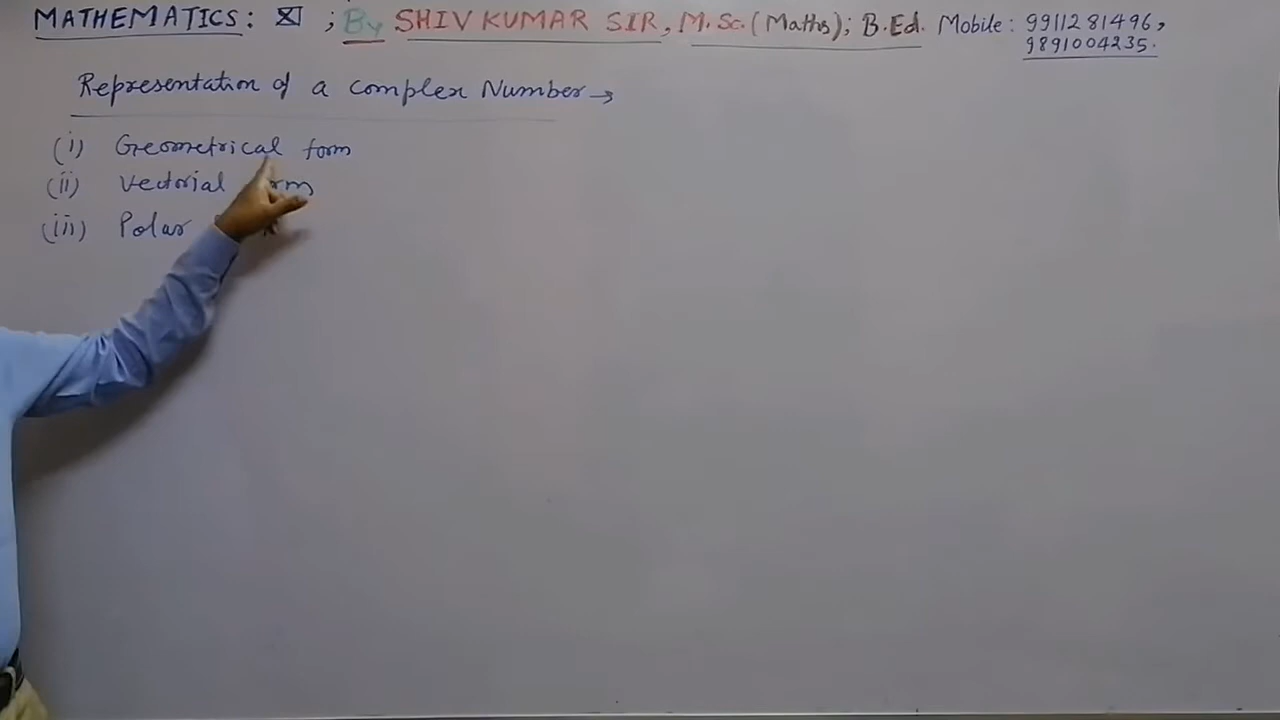 MATHEMATICS: XI ; By SHIV KUMAR SIR, M.Sc.(Maths); B.Ed. Mobile: 9911281496,
9891004235.
Representation of a complex Number →
(i) Geometrical form
(ii) Vectorial
(iii) Polar